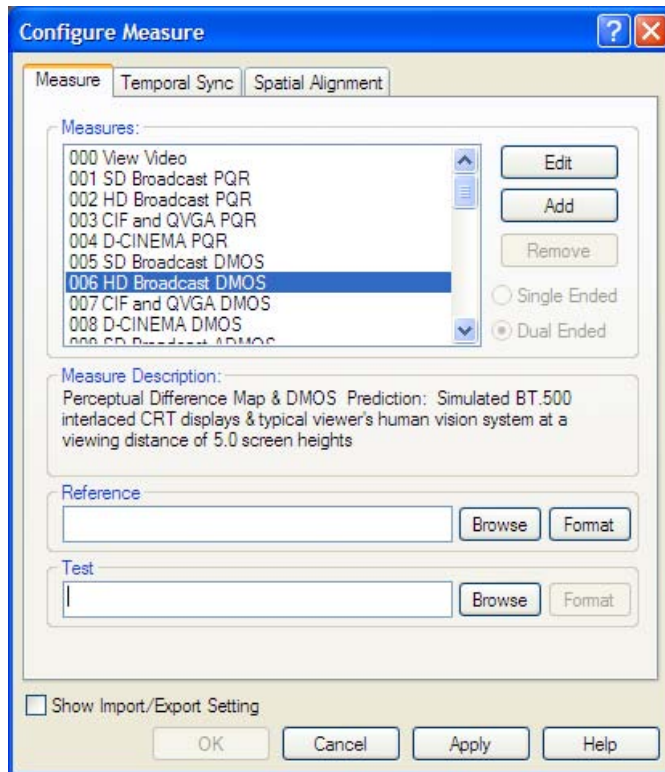 Configure Measure
Measure
Temporal Sync
Spatial Alignment
Measures:
000 View Video
001 SD Broadcast PQR
002 HD Broadcast PQR
003 CIF and QVGA PQR
004 D-CINEMA PQR
005 SD Broadcast DMOS
006 HD Broadcast DMOS
007 CIF and QVGA DMOS
008 D-CINEMA DMOS
009 SD Broadcast ADMOS
Edit
Add
Remove
Single Ended
Dual Ended
Measure Description:
Perceptual Difference Map & DMOS Prediction: Simulated BT.500
interlaced CRT displays & typical viewer's human vision system at a
viewing distance of 5.0 screen heights
Reference
Browse
Format
Test
Browse
Format
Show Import/Export Setting
OK
Cancel
Apply
Help